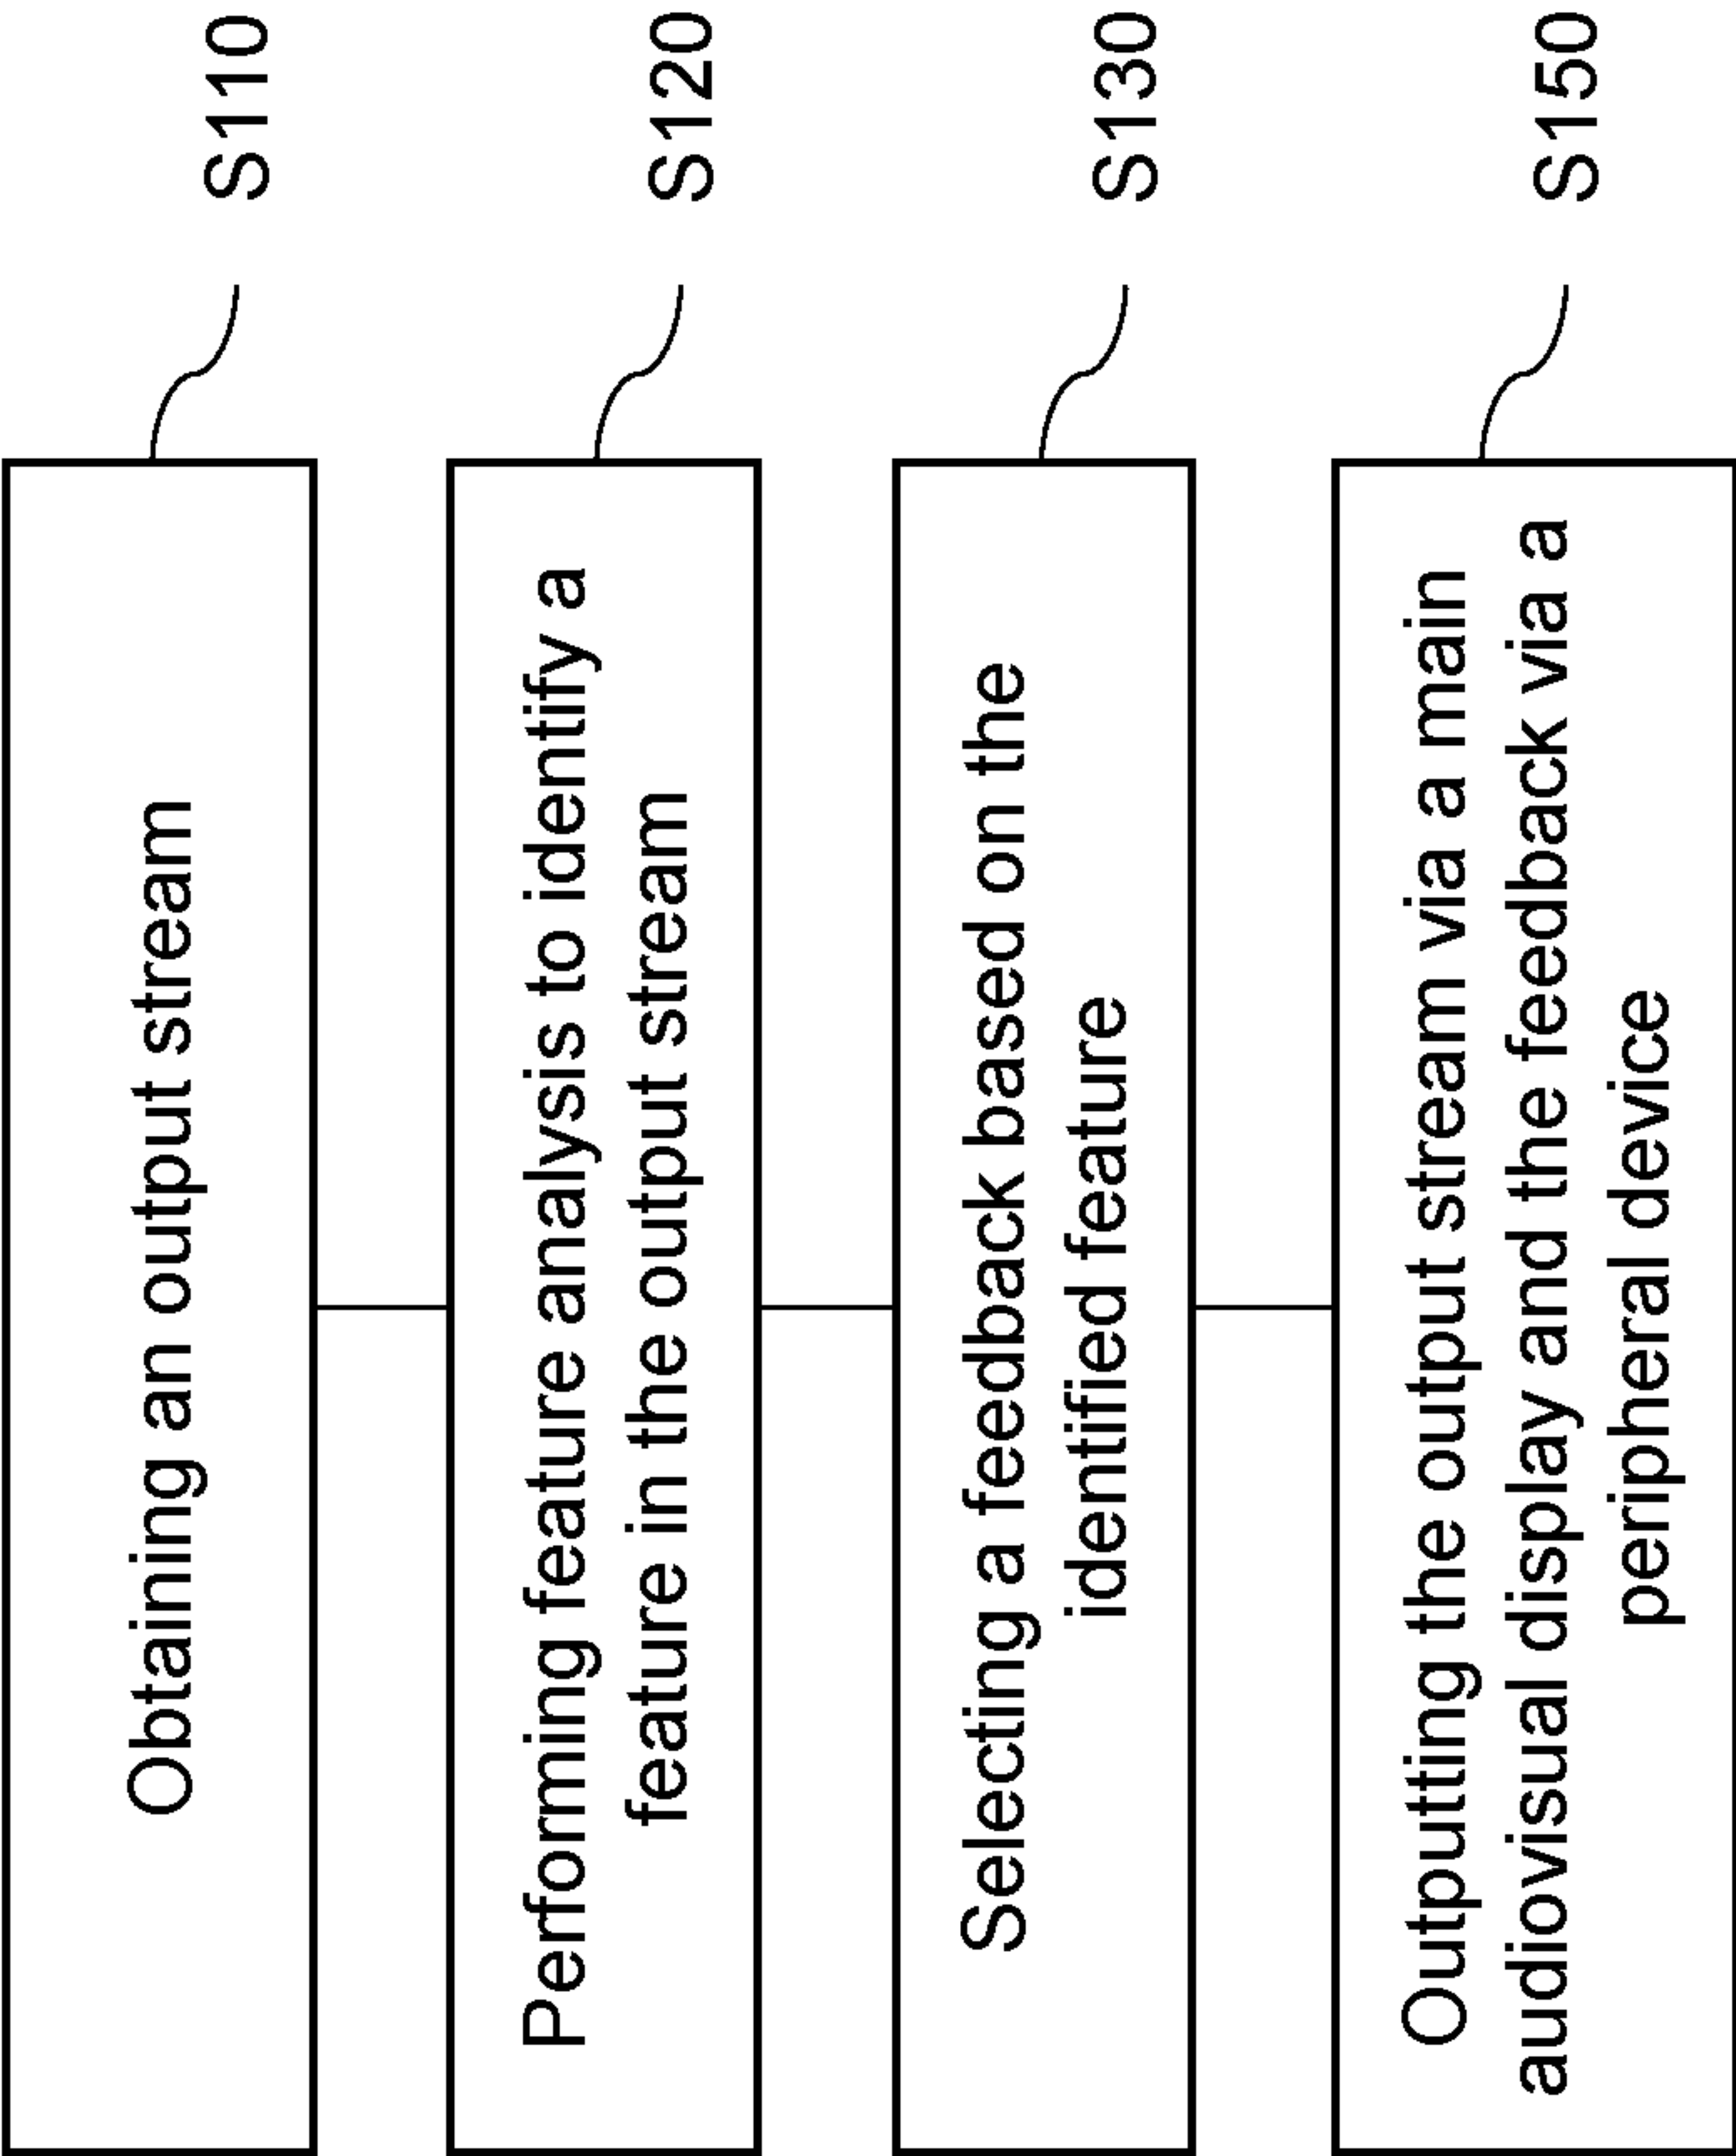 Obtaining an output stream
S110
Performing feature analysis to identify a
feature in the output stream
S120
Selecting a feedback based on the
identified feature
S130
Outputting the output stream via a main
audiovisual display and the feedback via a
peripheral device
S150